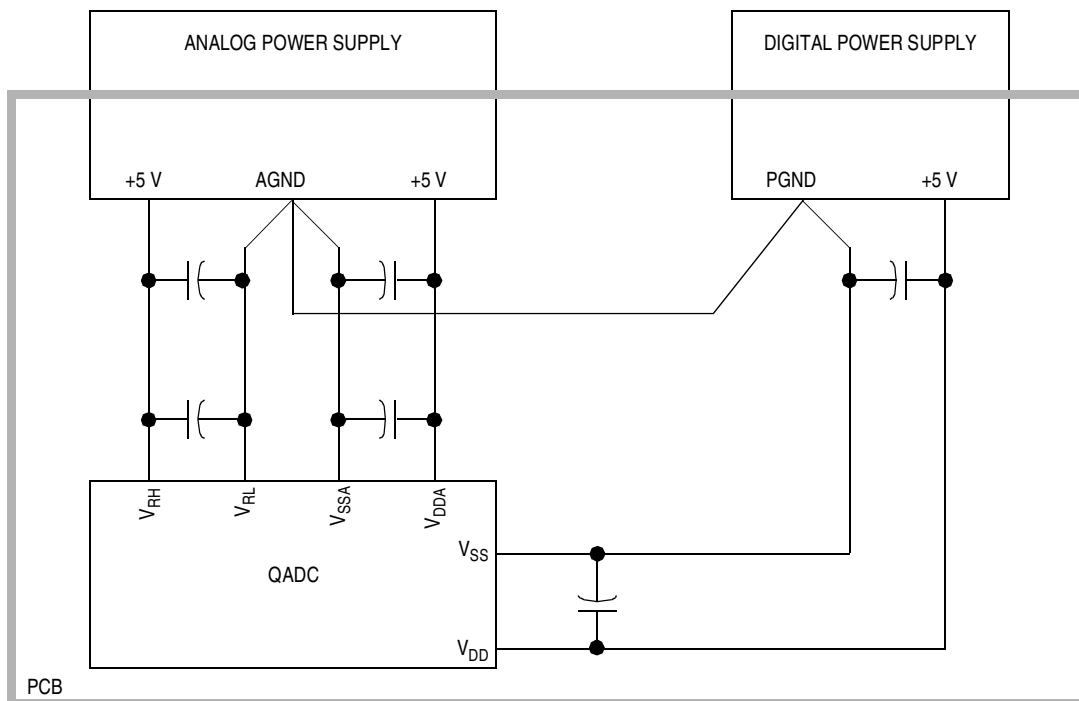 ANALOG POWER SUPPLY
DIGITAL POWER SUPPLY
+5 V
AGND
+5 V
PGND
+5 V
VRH
VRL
VSSA
VDDA
VSS
QADC
VDD
PCB